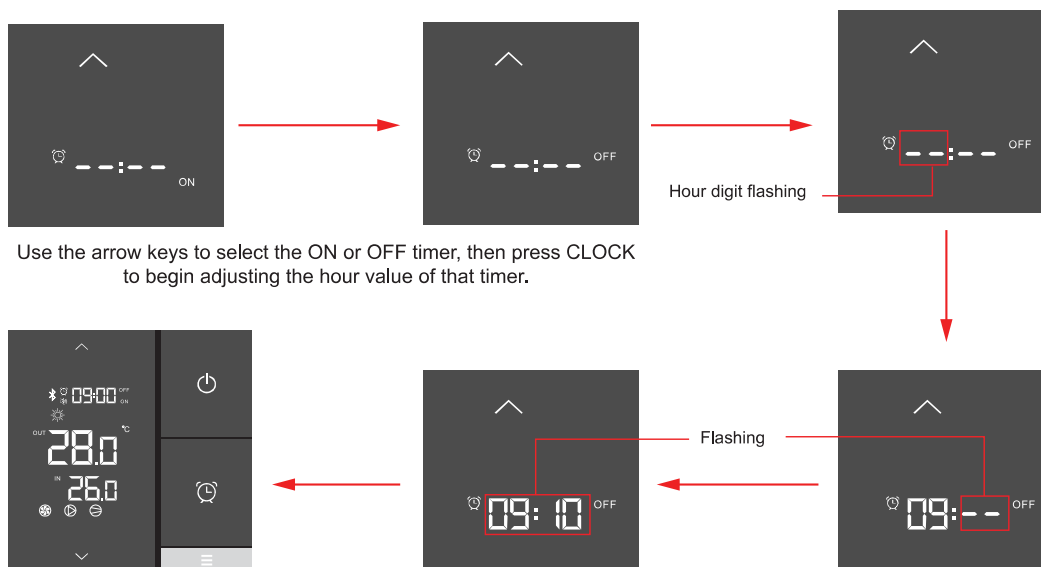 --:-- ON
--:-- OFF
--:-- OFF
Hour digit flashing
Use the arrow keys to select the ON or OFF timer, then press CLOCK
to begin adjusting the hour value of that timer.
09:00 OFF
ON
OUT 28.0 °C
IN 26.0
Flashing
09:10 OFF
09:-- OFF